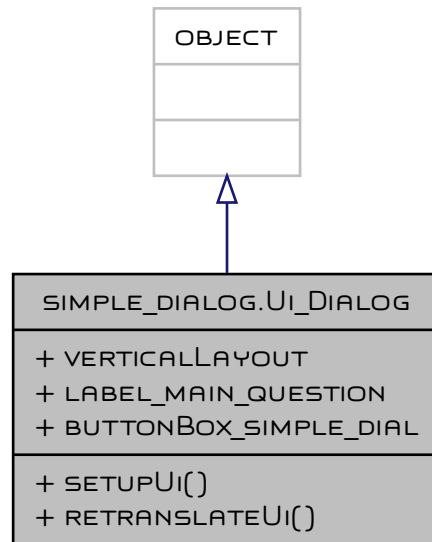 object
simple_dialog.Ui_Dialog
+ verticalLayout
+ label_main_question
+ buttonBox_simple_dial
+ setupUi()
+ retranslateUi()